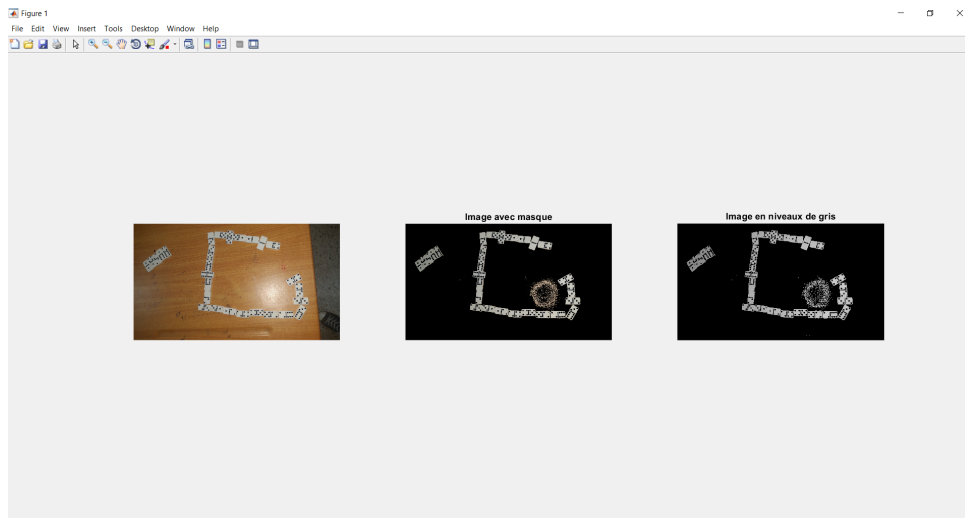 Figure 1
File Edit View Insert Tools Desktop Window Help
Image avec masque
Image en niveaux de gris